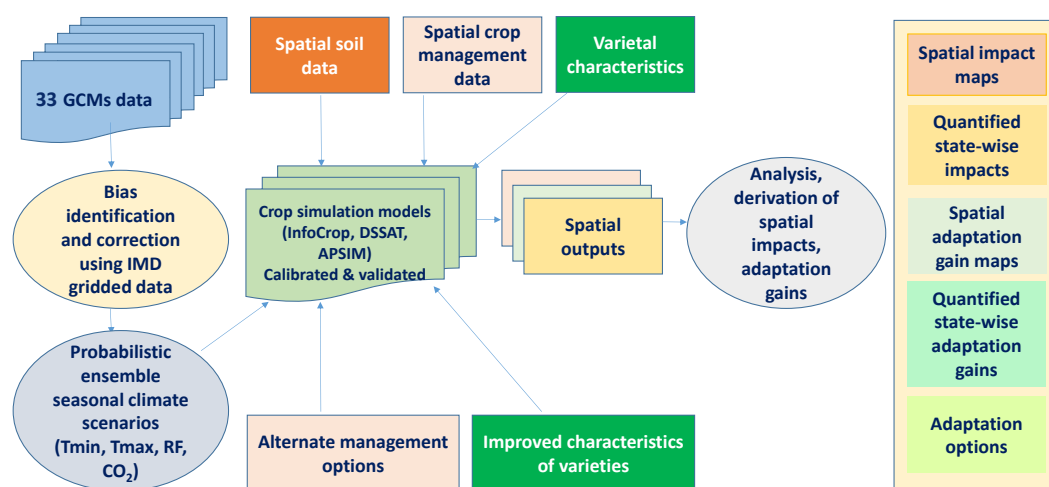 33 GCMs data
Spatial soil
data
Spatial crop
management
data
Varietal
characteristics
Bias
identification
and correction
using IMD
gridded data
Crop simulation models
(InfoCrop, DSSAT,
APSIM)
Calibrated & validated
Spatial
outputs
Analysis,
derivation of
spatial
impacts,
adaptation
gains
Probabilistic
ensemble
seasonal climate
scenarios
(Tmin, Tmax, RF,
CO₂)
Alternate management
options
Improved characteristics
of varieties
Spatial impact
maps
Quantified
state-wise
impacts
Spatial
adaptation
gain maps
Quantified
state-wise
adaptation
gains
Adaptation
options